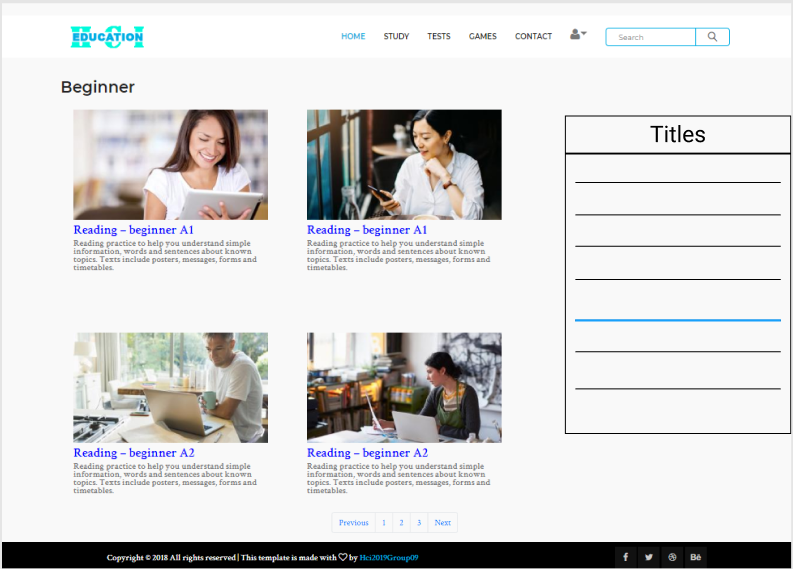 HCI
EDUCATION
HOME
STUDY
TESTS
GAMES
CONTACT
Search
Beginner
Reading – beginner A1
Reading practice to help you understand simple
information, words and sentences about known
topics. Texts include posters, messages, forms and
timetables.
Reading – beginner A1
Reading practice to help you understand simple
information, words and sentences about known
topics. Texts include posters, messages, forms and
timetables.
Titles
Reading – beginner A2
Reading practice to help you understand simple
information, words and sentences about known
topics. Texts include posters, messages, forms and
timetables.
Reading – beginner A2
Reading practice to help you understand simple
information, words and sentences about known
topics. Texts include posters, messages, forms and
timetables.
Previous 1 2 3 Next
Copyright © 2018 All rights reserved | This template is made with ♡ by Hci2019Group09